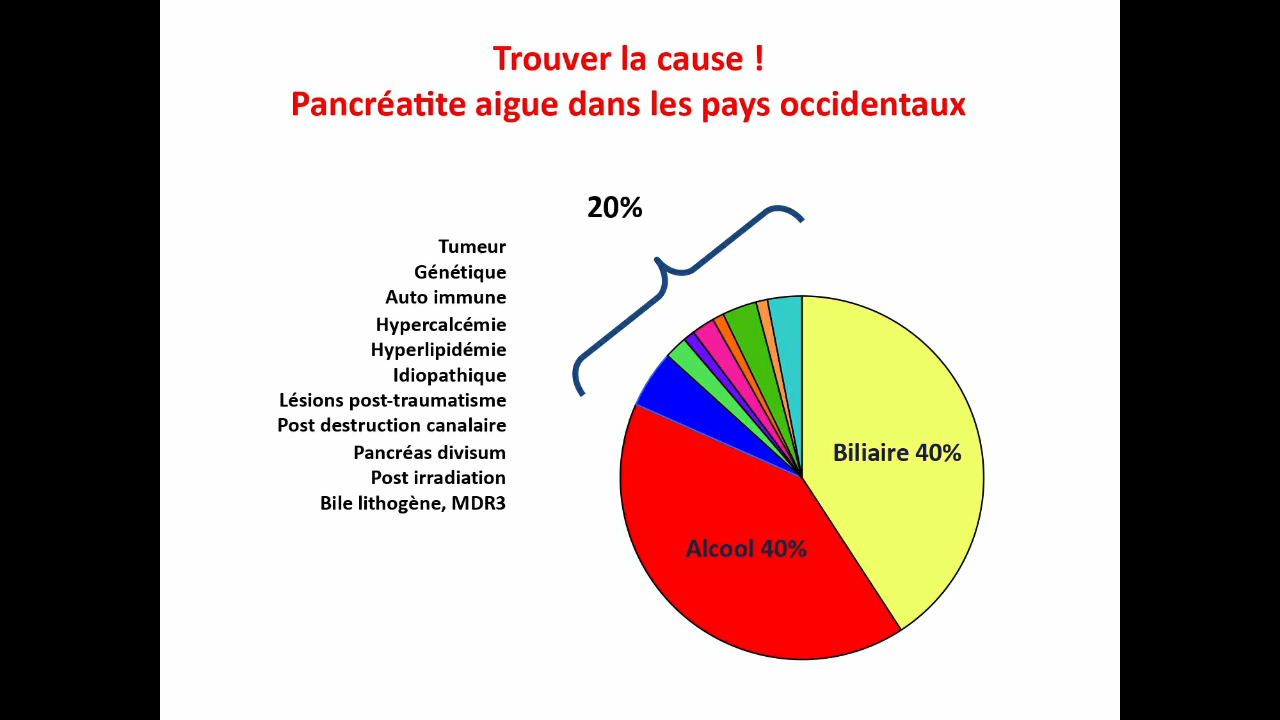 Trouver la cause !
Pancréatite aigue dans les pays occidentaux
20%
Tumeur
Génétique
Auto immune
Hypercalcémie
Hyperlipidémie
Idiopathique
Lésions post-traumatisme
Post destruction canalaire
Pancréas divisum
Post irradiation
Bile lithogène, MDR3
Biliaire 40%
Alcool 40%